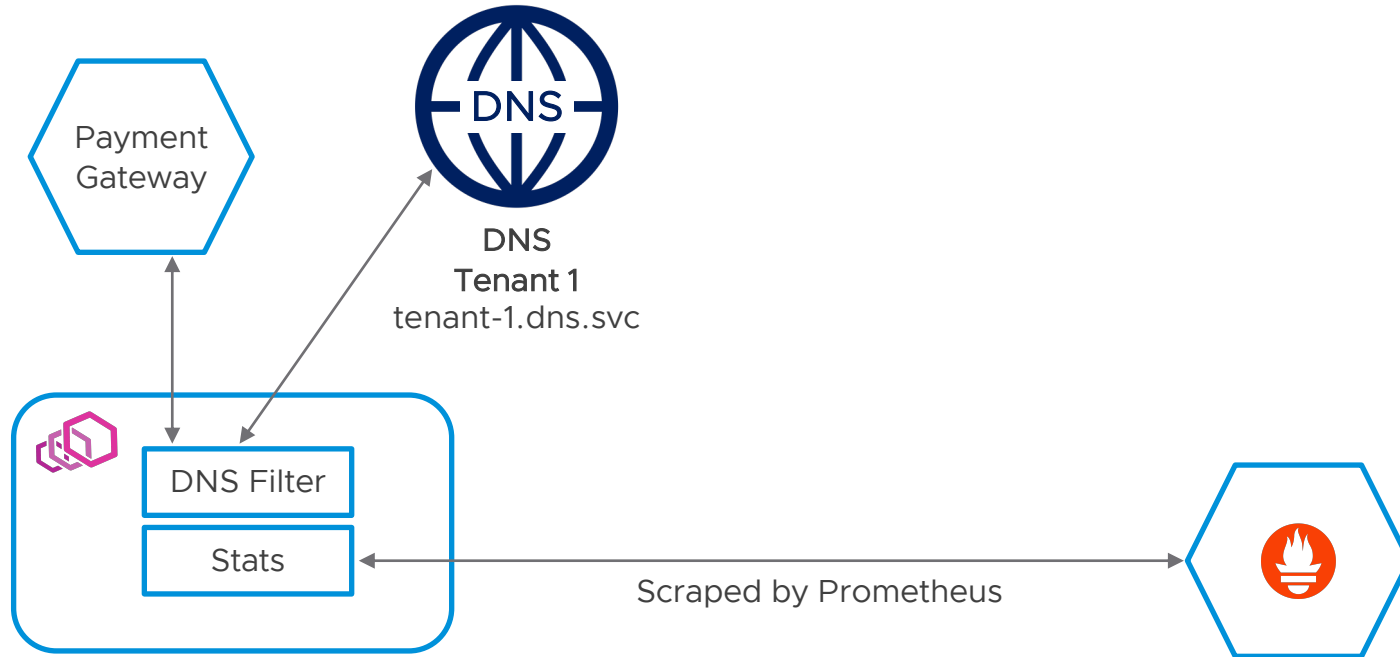 Payment
Gateway
DNS
DNS
Tenant 1
tenant-1.dns.svc
DNS Filter
Stats
Scraped by Prometheus